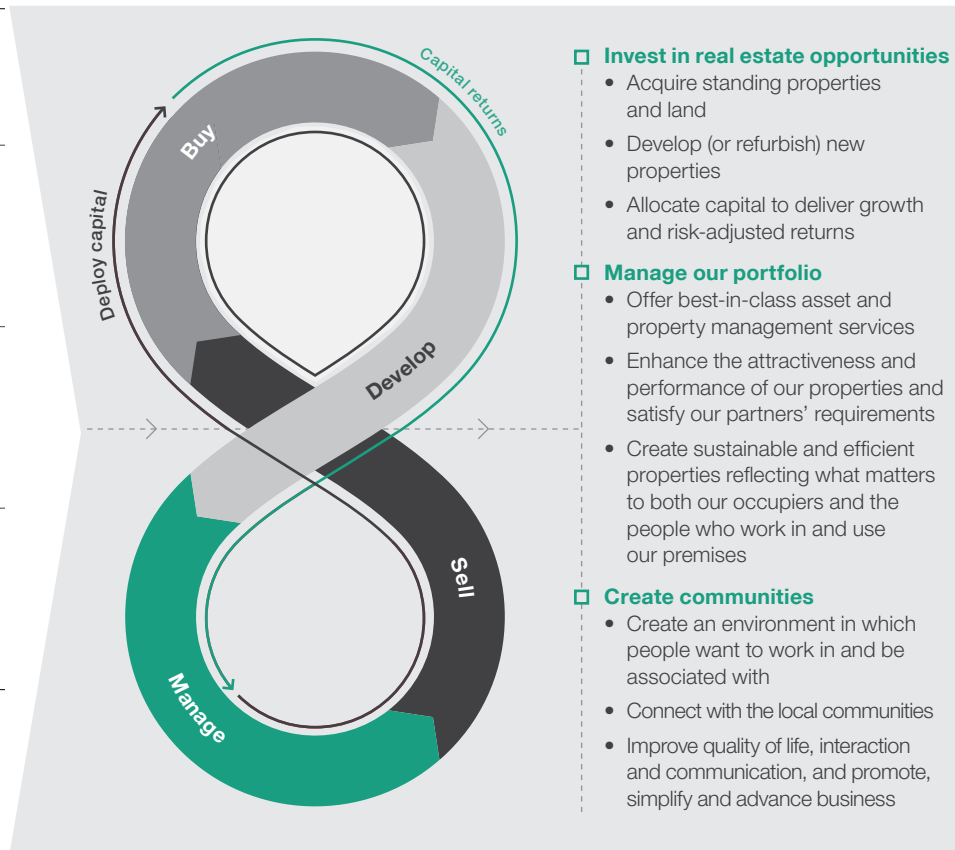 Capital returns
Buy
Deploy capital
Develop
Sell
Manage
Invest in real estate opportunities
• Acquire standing properties
and land
• Develop (or refurbish) new
properties
• Allocate capital to deliver growth
and risk-adjusted returns
Manage our portfolio
• Offer best-in-class asset and
property management services
• Enhance the attractiveness and
performance of our properties and
satisfy our partners’ requirements
• Create sustainable and efficient
properties reflecting what matters
to both our occupiers and the
people who work in and use
our premises
Create communities
• Create an environment in which
people want to work in and be
associated with
• Connect with the local communities
• Improve quality of life, interaction
and communication, and promote,
simplify and advance business